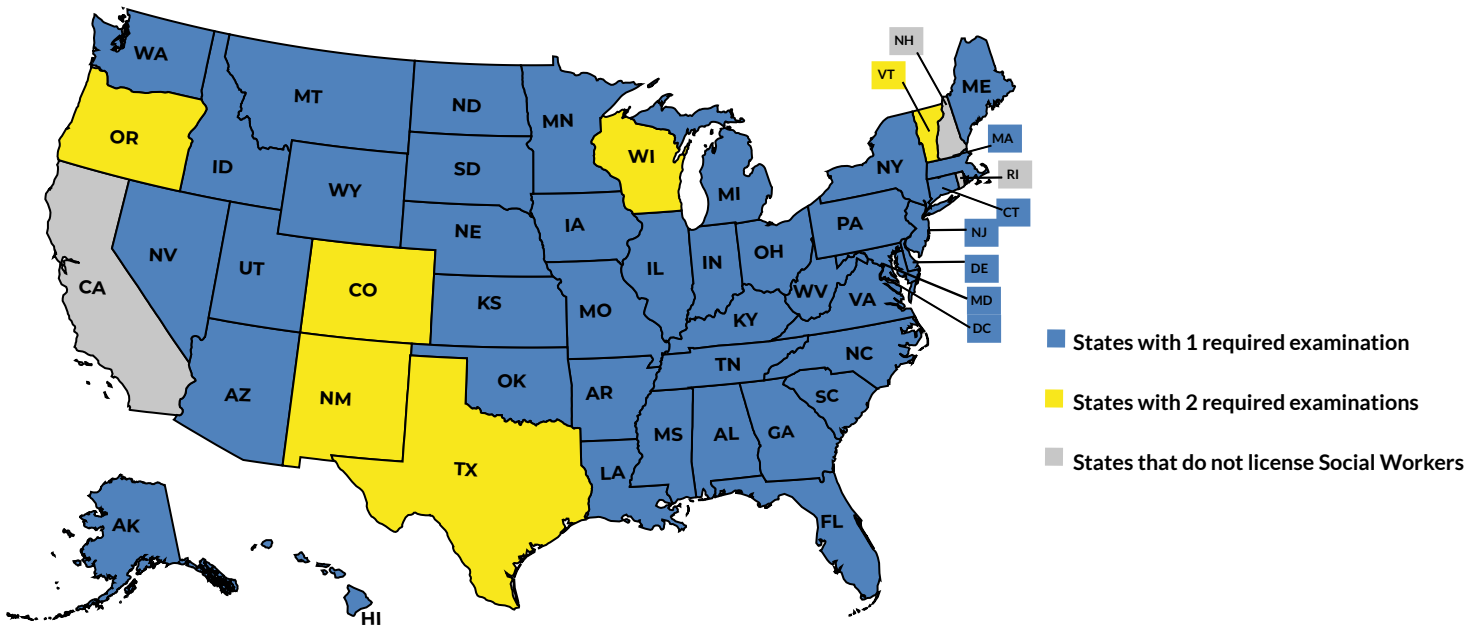 WA
MT
ND
MN
NH
VT
ME
OR
ID
WY
SD
WI
MI
NY
MA
RI
CT
NV
UT
CO
NE
IA
IL
IN
OH
PA
NJ
DE
MD
DC
CA
KS
MO
KY
WV
VA
AZ
NM
OK
AR
TN
NC
SC
TX
LA
MS
AL
GA
FL
AK
HI
States with 1 required examination
States with 2 required examinations
States that do not license Social Workers